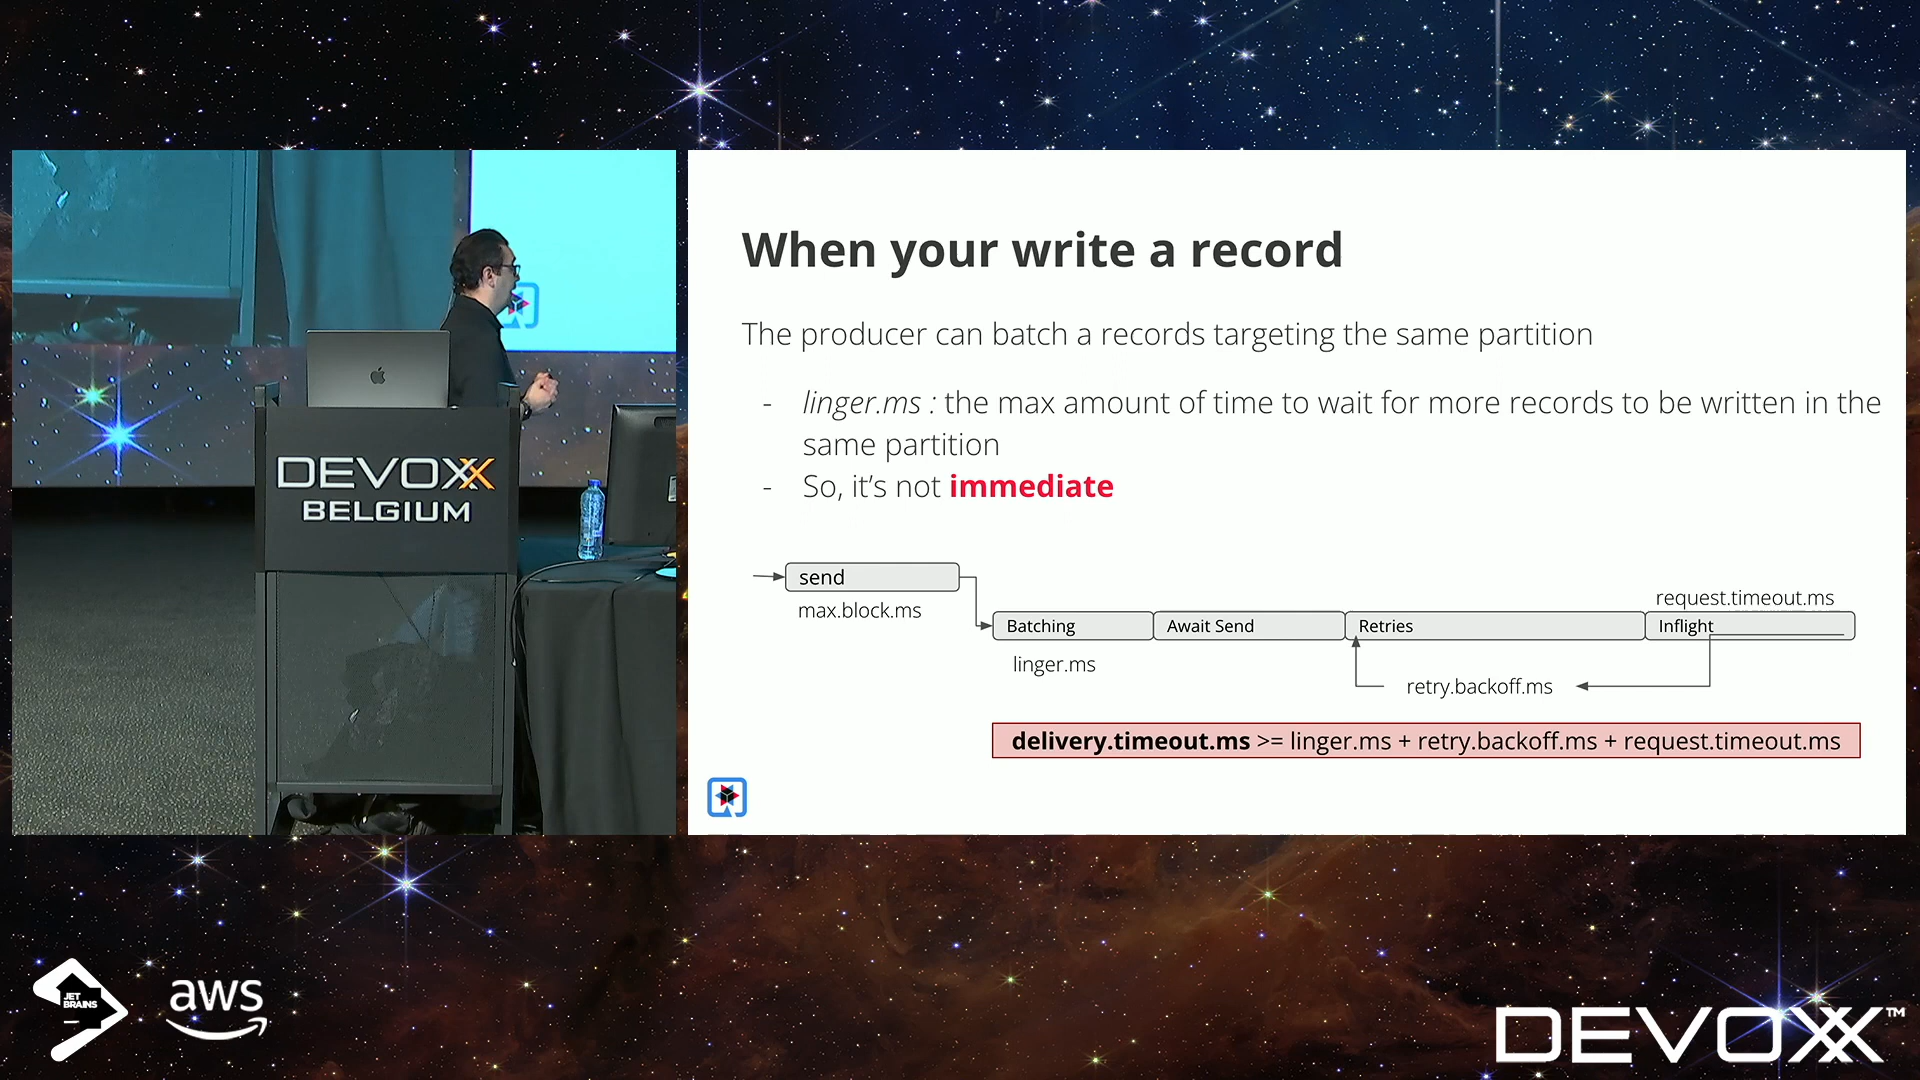 When your write a record
The producer can batch a records targeting the same partition
- linger.ms : the max amount of time to wait for more records to be written in the
same partition
- So, it's not immediate
send
max.block.ms
request.timeout.ms
Batching
Await Send
Retries
Inflight
linger.ms
retry.backoff.ms
delivery.timeout.ms >= linger.ms + retry.backoff.ms + request.timeout.ms
DEVOXX
BELGIUM
JET
BRAINS
aws
DEVOXX™